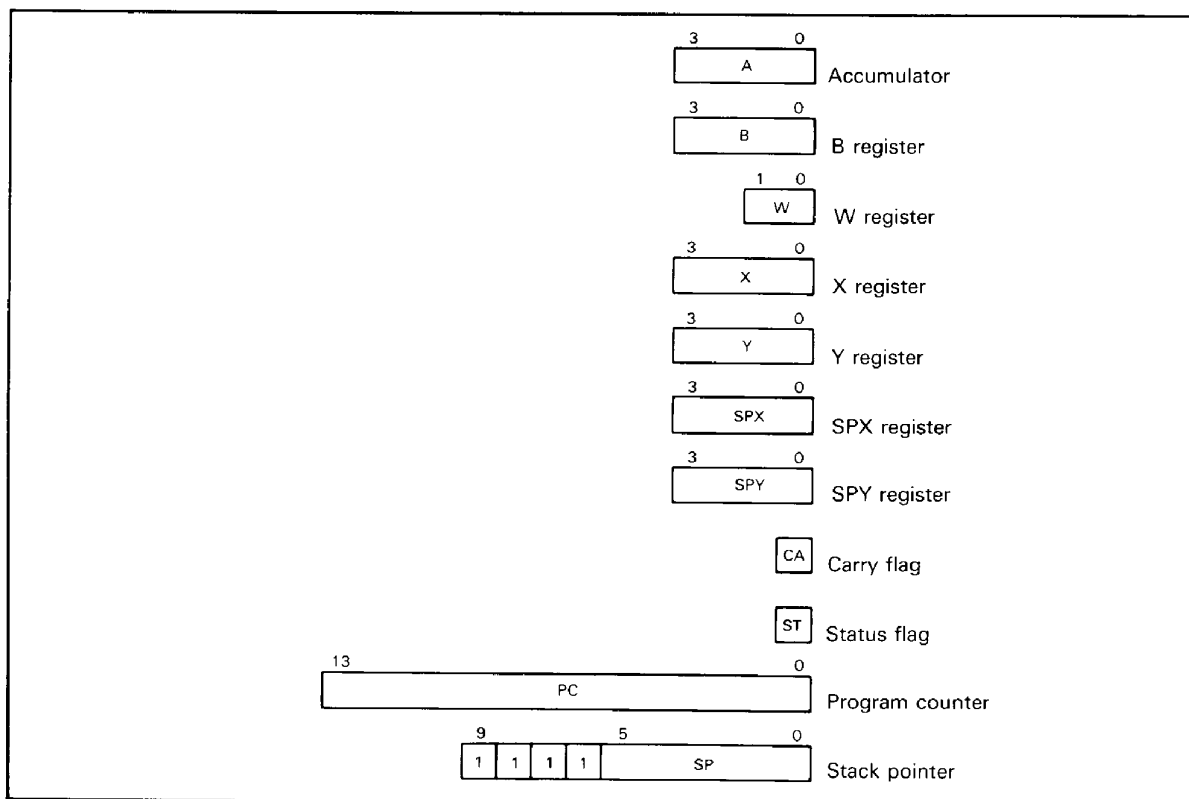 3 0
A Accumulator
3 0
B B register
1 0
W W register
3 0
X X register
3 0
Y Y register
3 0
SPX SPX register
3 0
SPY SPY register
CA Carry flag
ST Status flag
13 0
PC Program counter
9 5 0
1 1 1 1 SP Stack pointer